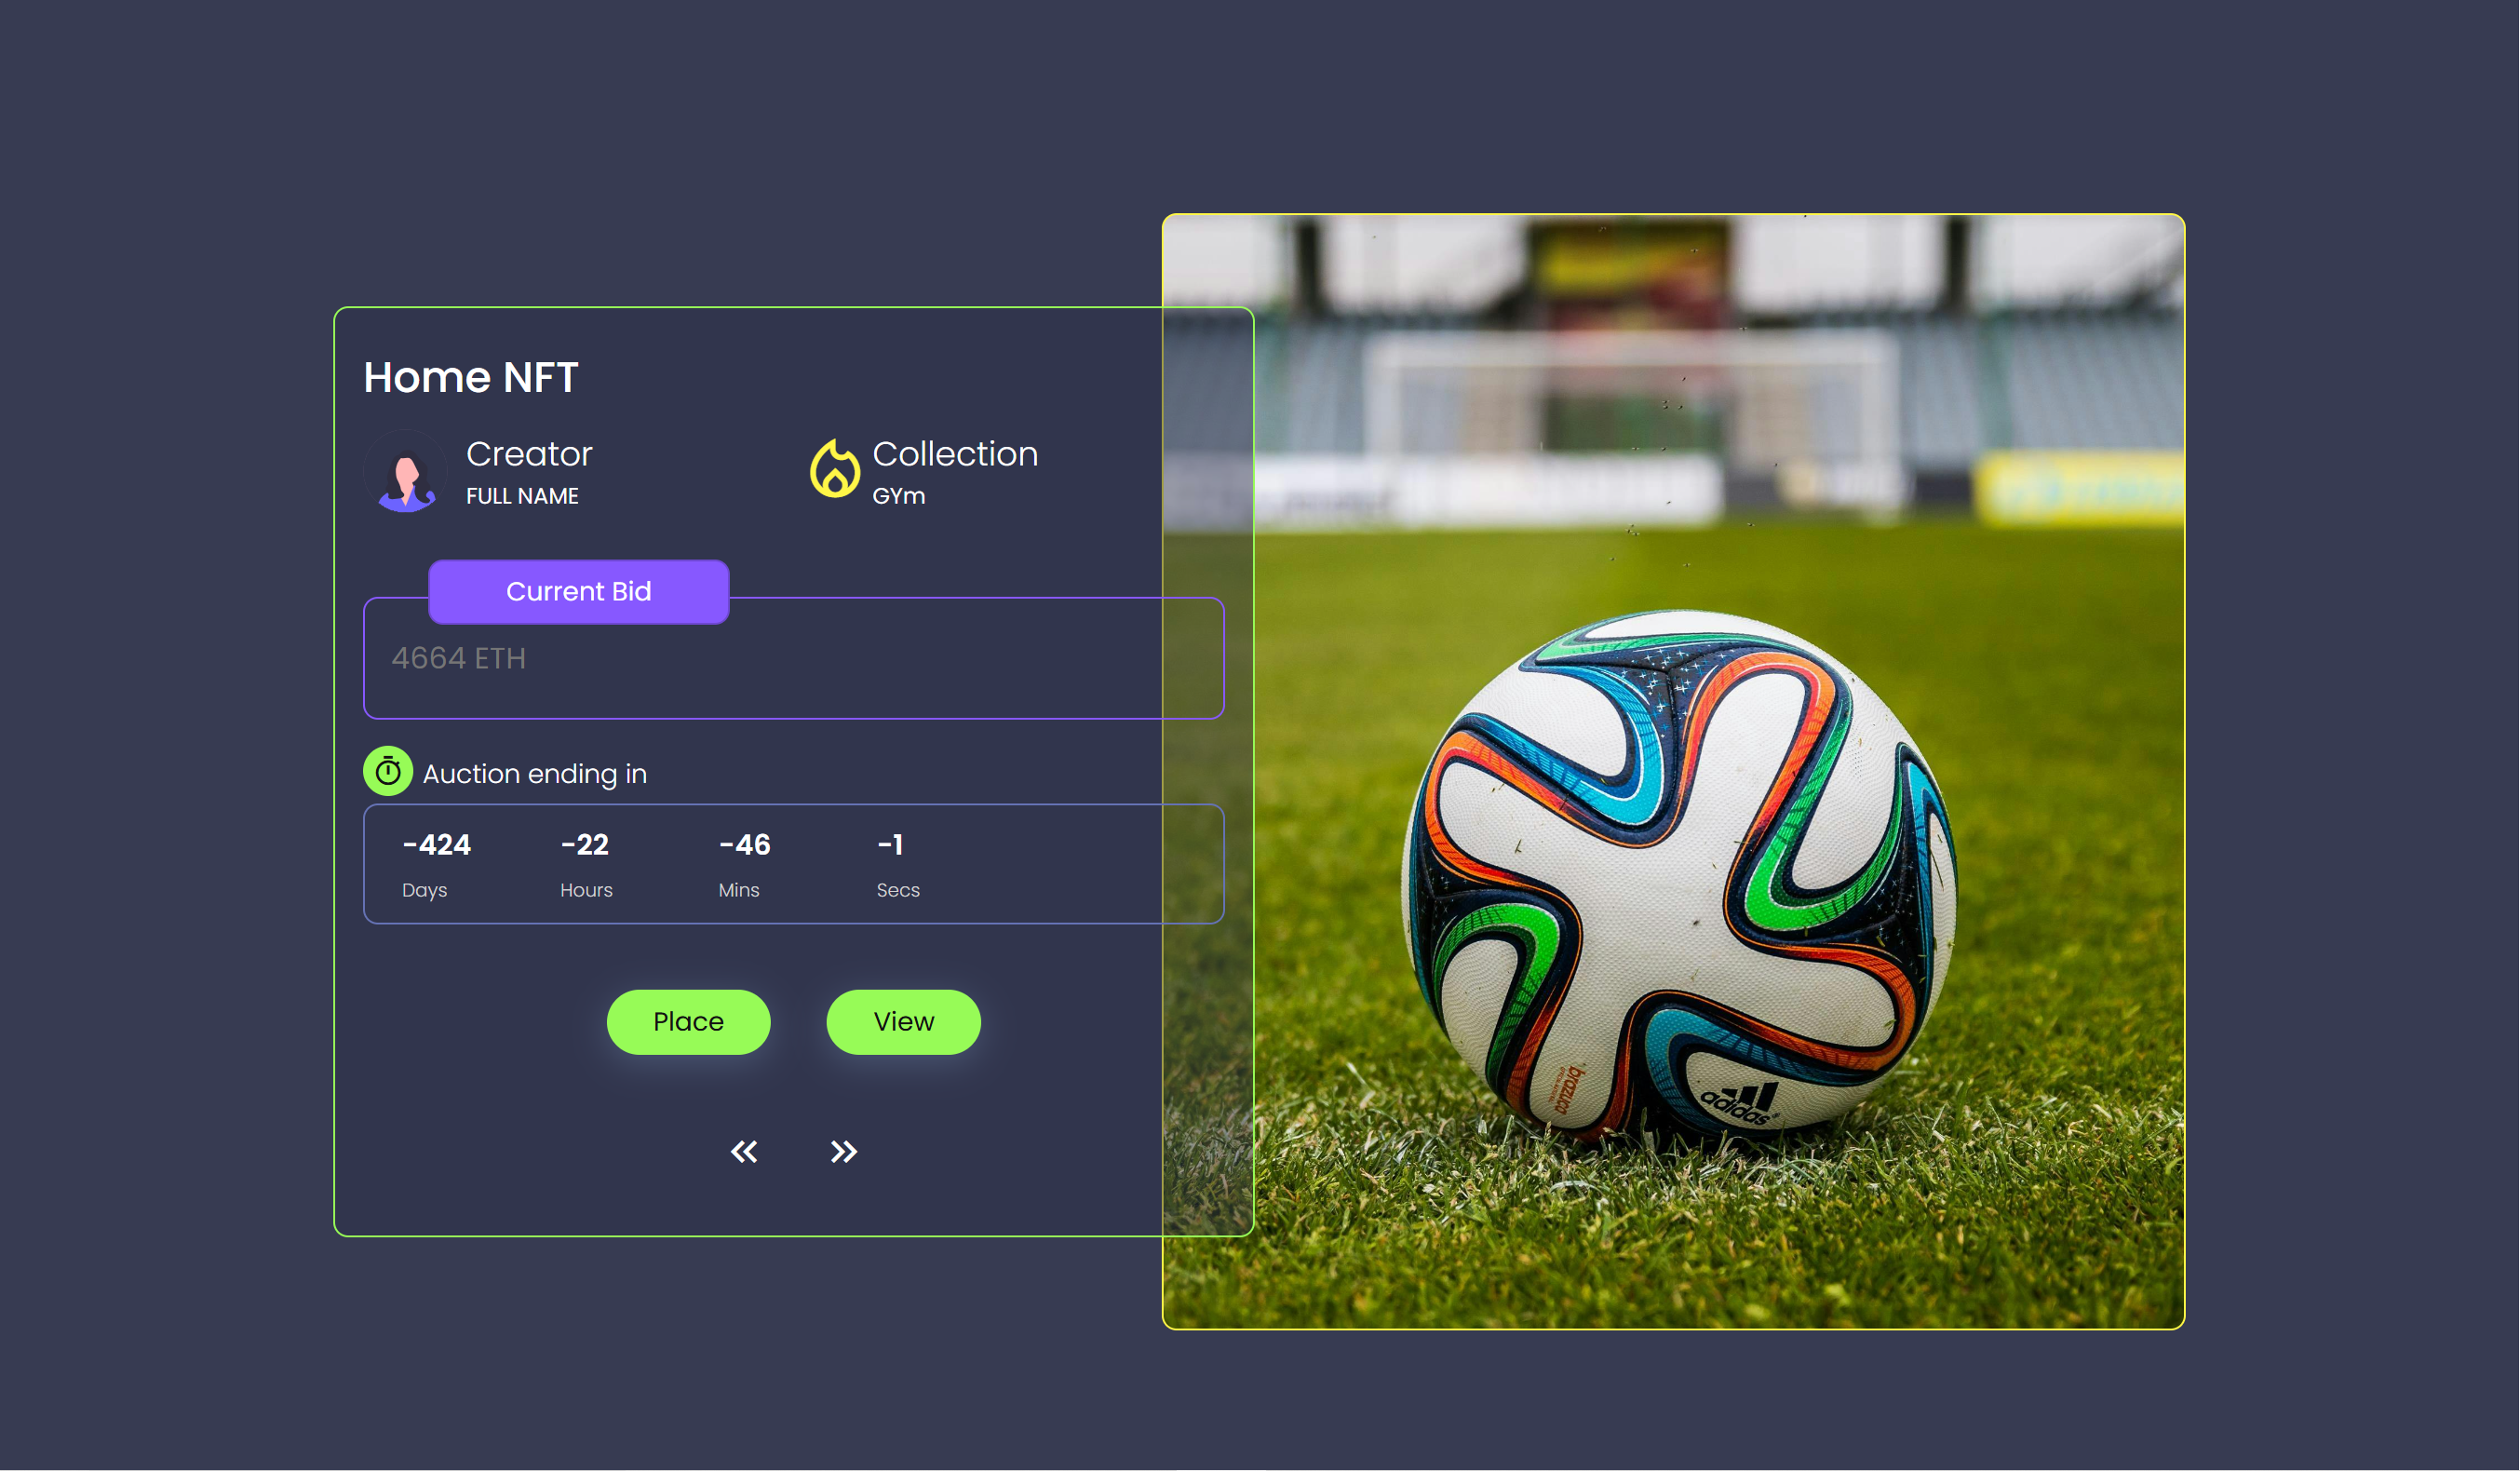 Home NFT
Creator
FULL NAME
Collection
GYm
Current Bid
4664 ETH
Auction ending in
-424
-22
-46
-1
Days
Hours
Mins
Secs
Place
View
brazuca
adidas